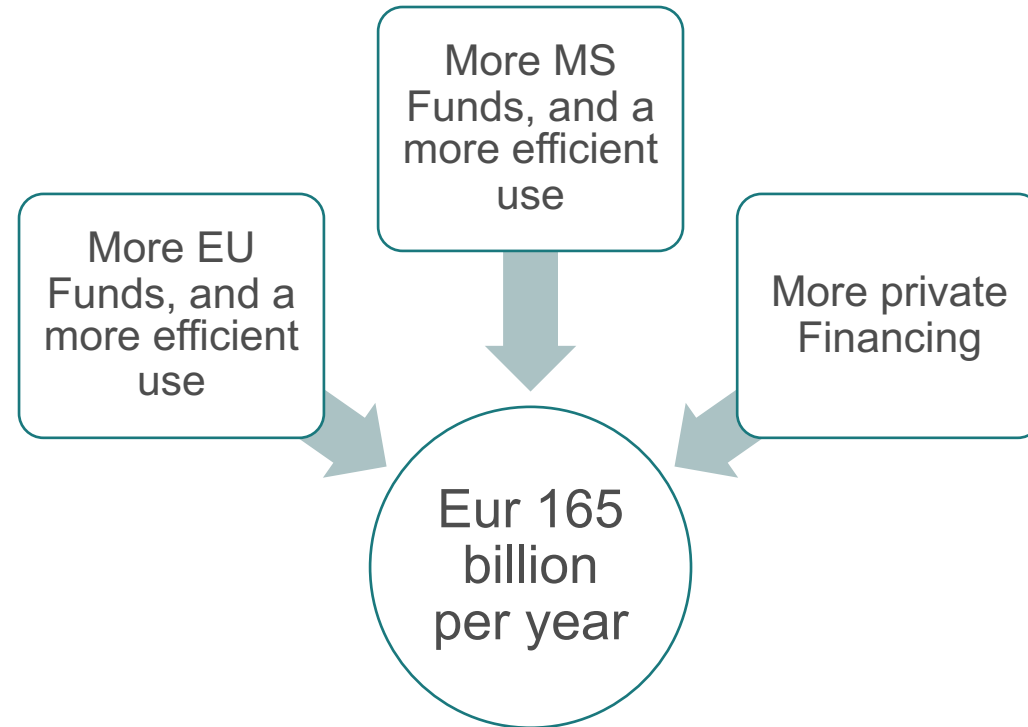 More EU
Funds, and a
more efficient
use
More MS
Funds, and a
more efficient
use
More private
Financing
Eur 165
billion
per year